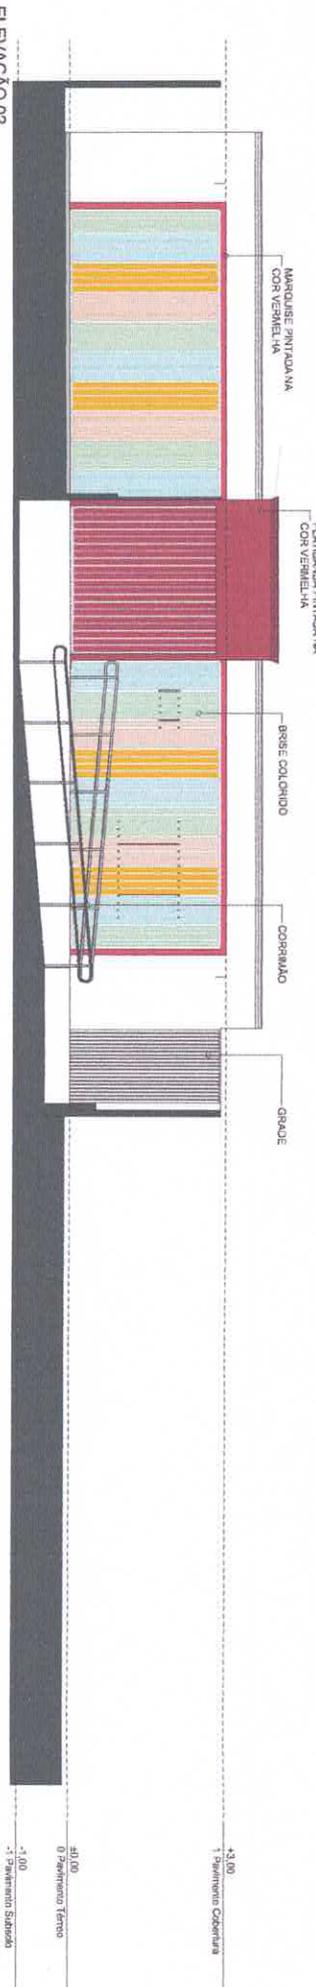 MARQUISE PINTADA NA
COR VERMELHA
COR VERMELHA
BRISE COLORIDO
CORRIMÃO
GRADE
+3,00
1 Pavimento Cobertura
±0,00
0 Pavimento Térreo
-1,00
-1 Pavimento Subsolo